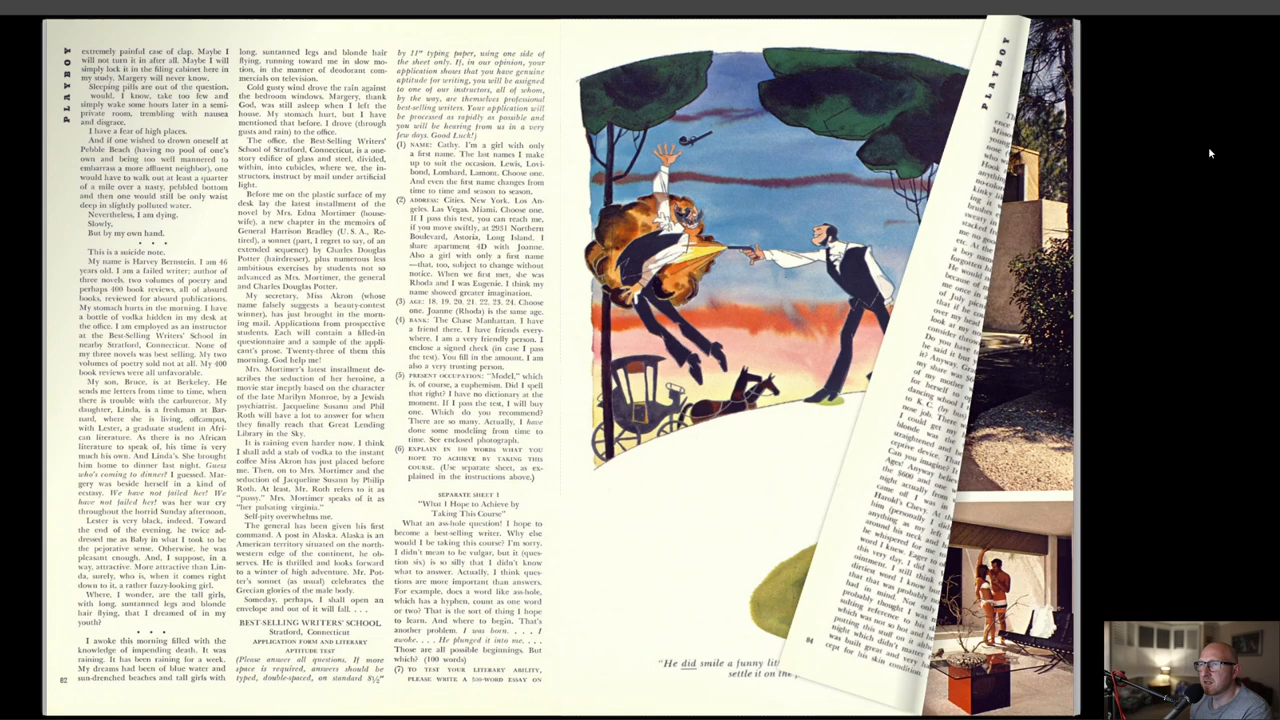 PLAYBOY
extremely painful case of clap. Maybe I
will not turn it in after all. Maybe I will
simply lock it in the filing cabinet here in
my study. Margery will never know.
Sleeping pills are out of the question.
would, I know, take too few and
simply wake some hours later in a semi-
private room, trembling with nausea
and disgrace.
I have a fear of high places.
And if one wished to drown oneself at
Pebble Beach (having no pool of one's
own and being too well mannered to
embarrass a more affluent neighbor), one
would have to walk out at least a quarter
of a mile over a nasty, pebbled bottom
and then one would still be only waist
deep in slightly polluted water.
Nevertheless, I am dying.
Slowly.
But by my own hand.
• • •
This is a suicide note.
My name is Harvey Bernstein. I am 46
years old. I am a failed writer; author of
three novels, two volumes of poetry and
perhaps 400 book reviews, all of absurd
books, reviewed for absurd publications.
My stomach hurts in the morning. I have
a bottle of vodka hidden in my desk at
the office. I am employed as an instructor
at the Best-Selling Writers' School in
nearby Stratford, Connecticut. None of
my three novels was best selling. My two
volumes of poetry sold not at all. My 400
book reviews were all unfavorable.
My son, Bruce, is at Berkeley. He
sends me letters from time to time, when
there is trouble with the carburetor. My
daughter, Linda, is a freshman at Bar-
nard, where she is living, offcampus,
with Lester, a graduate student in Afri-
can literature. As there is no African
literature to speak of, his time is very
much his own. And Linda's. She brought
him home to dinner last night. Guess
who's coming to dinner? I guessed. Mar-
gery was beside herself in a kind of
ecstasy. We have not failed her! We
have not failed her! was her war cry
throughout the horrid Sunday afternoon.
Lester is very black, indeed. Toward
the end of the evening, he twice ad-
dressed me as Baby in what I took to be
the pejorative sense. Otherwise, he was
pleasant enough. And, I suppose, in a
way, attractive. More attractive than Lin-
da, surely, who is, when it comes right
down to it, a rather fuzzy-looking girl.
Where, I wonder, are the tall girls,
with long, suntanned legs and blonde
hair flying, that I dreamed of in my
youth?
• • •
I awoke this morning filled with the
knowledge of impending death. It was
raining. It has been raining for a week.
My dreams had been of blue water and
sun-drenched beaches and tall girls with
82
long, suntanned legs and blonde hair
flying, running toward me in slow mo-
tion, in the manner of deodorant com-
mercials on television.
Cold gusty wind drove the rain against
the bedroom windows. Margery, thank
God, was still asleep when I left the
house. My stomach hurt, but I have
mentioned that before. I drove (through
gusts and rain) to the office.
The office, the Best-Selling Writers'
School of Stratford, Connecticut, is a one-
story edifice of glass and steel, divided,
within, into cubicles, where we, the in-
structors, instruct by mail under artificial
light.
Before me on the plastic surface of my
desk lay the latest installment of the
novel by Mrs. Edna Mortimer (house-
wife), a new chapter in the memoirs of
General Harrison Bradley (U. S. A., Re-
tired), a sonnet (part, I regret to say, of an
extended sequence) by Charles Douglas
Potter (hairdresser), plus numerous less
ambitious exercises by students not so
advanced as Mrs. Mortimer, the general
and Charles Douglas Potter.
My secretary, Miss Akron (whose
name falsely suggests a beauty-contest
winner), has just brought in the morn-
ing mail. Applications from prospective
students. Each will contain a filled-in
questionnaire and a sample of the appli-
cant's prose. Twenty-three of them this
morning. God help me!
Mrs. Mortimer's latest installment de-
scribes the seduction of her heroine, a
movie star ineptly based on the character
of the late Marilyn Monroe, by a Jewish
psychiatrist. Jacqueline Susann and Phil
Roth will have a lot to answer for when
they finally reach that Great Lending
Library in the Sky.
It is raining even harder now. I think
I shall add a stab of vodka to the instant
coffee Miss Akron has just placed before
me. Then, on to Mrs. Mortimer and the
seduction of Jacqueline Susann by Philip
Roth. At least, Mr. Roth refers to it as
"pussy." Mrs. Mortimer speaks of it as
"her pulsating virginia."
Self-pity overwhelms me.
The general has been given his first
command. A post in Alaska. Alaska is an
American territory situated on the north-
western edge of the continent, he ob-
serves. He is thrilled and looks forward
to a winter of high adventure. Mr. Pot-
ter's sonnet (as usual) celebrates the
Grecian glories of the male body.
Someday, perhaps, I shall open an
envelope and out of it will fall. . . .
BEST-SELLING WRITERS' SCHOOL
Stratford, Connecticut
APPLICATION FORM AND LITERARY
APTITUDE TEST
(Please answer all questions. If more
space is required, answers should be
typed, double-spaced, on standard 8½"
by 11" typing paper, using one side of
the sheet only. If, in our opinion, your
application shows that you have genuine
aptitude for writing, you will be assigned
to one of our instructors, all of whom,
by the way, are themselves professional
best-selling writers. Your application will
be processed as rapidly as possible and
you will be hearing from us in a very
few days. Good Luck!)
(1) NAME: Cathy. I'm a girl with only
a first name. The last names I make
up to suit the occasion. Lewis, Lovi-
bond, Lombard, Lamont. Choose one.
And even the first name changes from
time to time and season to season.
(2) ADDRESS: Cities. New York. Los An-
geles. Las Vegas. Miami. Choose one.
If I pass this test, you can reach me,
if you move swiftly, at 2931 Northern
Boulevard, Astoria, Long Island. I
share apartment 4D with Joanne.
Also a girl with only a first name
—that, too, subject to change without
notice. When we first met, she was
Rhoda and I was Eugenie. I think my
name showed greater imagination.
(3) AGE: 18. 19. 20. 21. 22. 23. 24. Choose
one. Joanne (Rhoda) is the same age.
(4) BANK: The Chase Manhattan. I have
a friend there. I have friends every-
where. I am a very friendly person. I
enclose a signed check (in case I pass
the test). You fill in the amount. I am
also a very trusting person.
(5) PRESENT OCCUPATION: "Model," which
is, of course, a euphemism. Did I spell
that right? I have no dictionary at the
moment. If I pass the test, I will buy
one. Which do you recommend?
There are so many. Actually, I have
done some modeling from time to
time. See enclosed photograph.
(6) EXPLAIN IN 100 WORDS WHAT YOU
HOPE TO ACHIEVE BY TAKING THIS
COURSE. (Use separate sheet, as ex-
plained in the instructions above.)
SEPARATE SHEET 1
"What I Hope to Achieve by
Taking This Course"
What an ass-hole question! I hope to
become a best-selling writer. Why else
would I be taking this course? I'm sorry.
I didn't mean to be vulgar, but it (ques-
tion six) is so silly that I didn't know
what to answer. Actually, I think ques-
tions are more important than answers.
For example, does a word like ass-hole,
which has a hyphen, count as one word
or two? That is the sort of thing I hope
to learn. And where to begin. That's
another problem. I was born. . . . I
awoke. . . . He plunged it into me. . . .
Those are all possible beginnings. But
which? (100 words)
(7) TO TEST YOUR LITERARY ABILITY,
PLEASE WRITE A 500-WORD ESSAY ON
"He did smile a funny lit
settle it on the
PLAYBOY
84